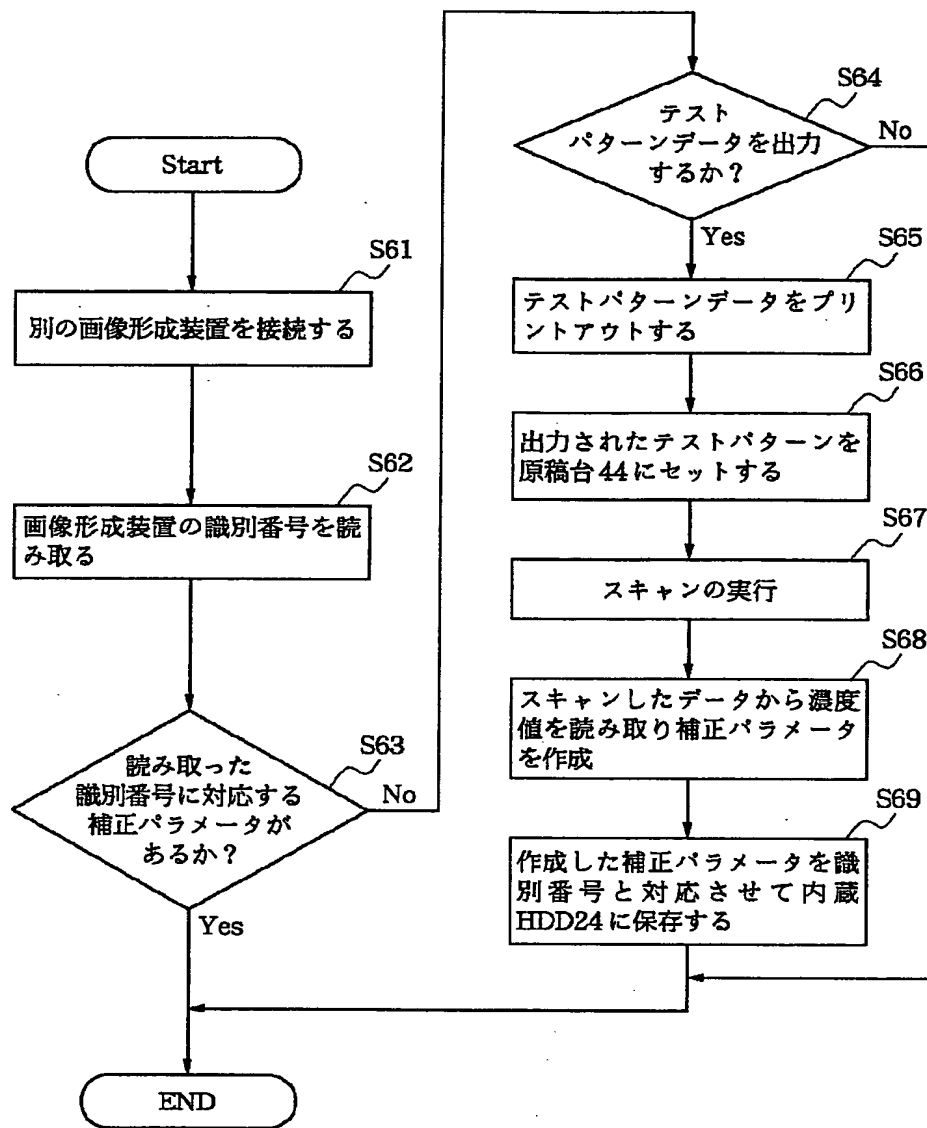 Start
S61
別の画像形成装置を接続する
S62
画像形成装置の識別番号を読
み取る
S63
読み取った
識別番号に対応する
補正パラメータが
あるか?
No
Yes
S64
テスト
パターンデータを出力
するか?
No
Yes
S65
テストパターンデータをプリ
ントアウトする
S66
出力されたテストパターンを
原稿台44にセットする
S67
スキャンの実行
S68
スキャンしたデータから濃度
値を読み取り補正パラメータ
を作成
S69
作成した補正パラメータを識
別番号と対応させて内蔵
HDD24に保存する
END